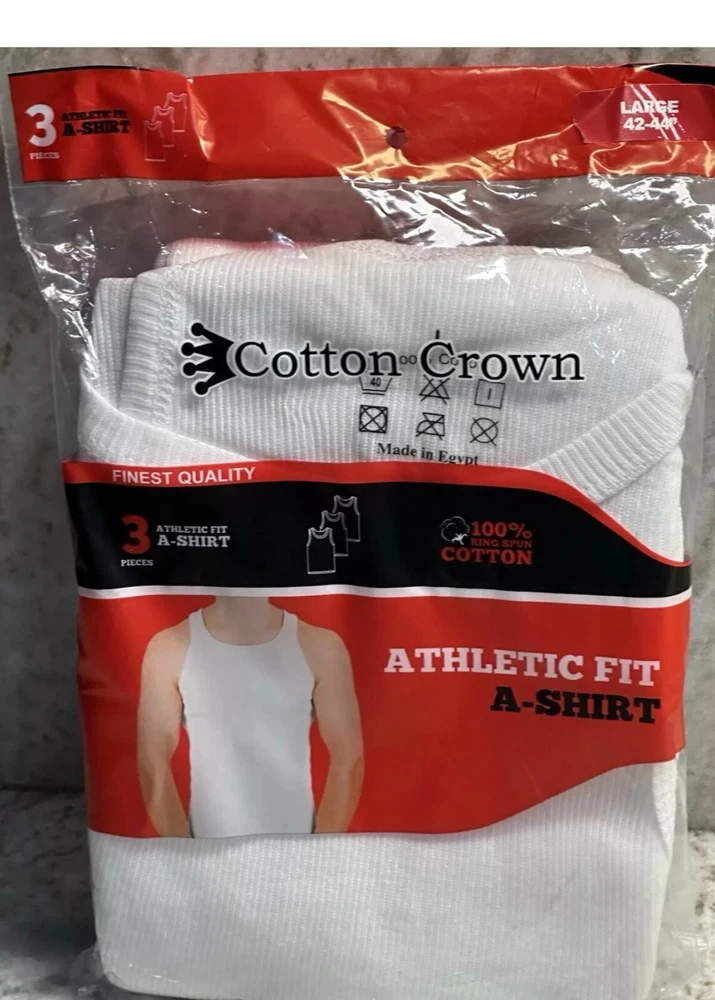 3
PIECES
ATHLETIC FIT
A-SHIRT
LARGE
42-44"
Cotton Crown
40
Made in Egypt
FINEST QUALITY
3
PIECES
ATHLETIC FIT
A-SHIRT
100%
RING SPUN
COTTON
ATHLETIC FIT
A-SHIRT